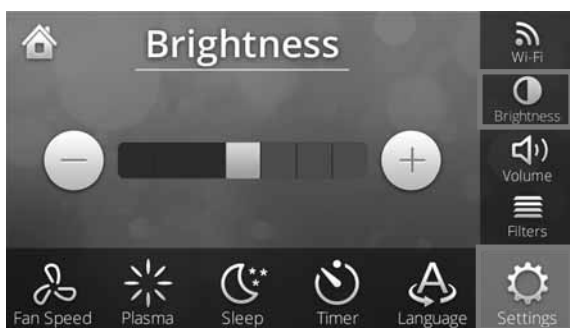 Brightness
Wi-Fi
Brightness
Volume
Filters
Fan Speed
Plasma
Sleep
Timer
Language
Settings